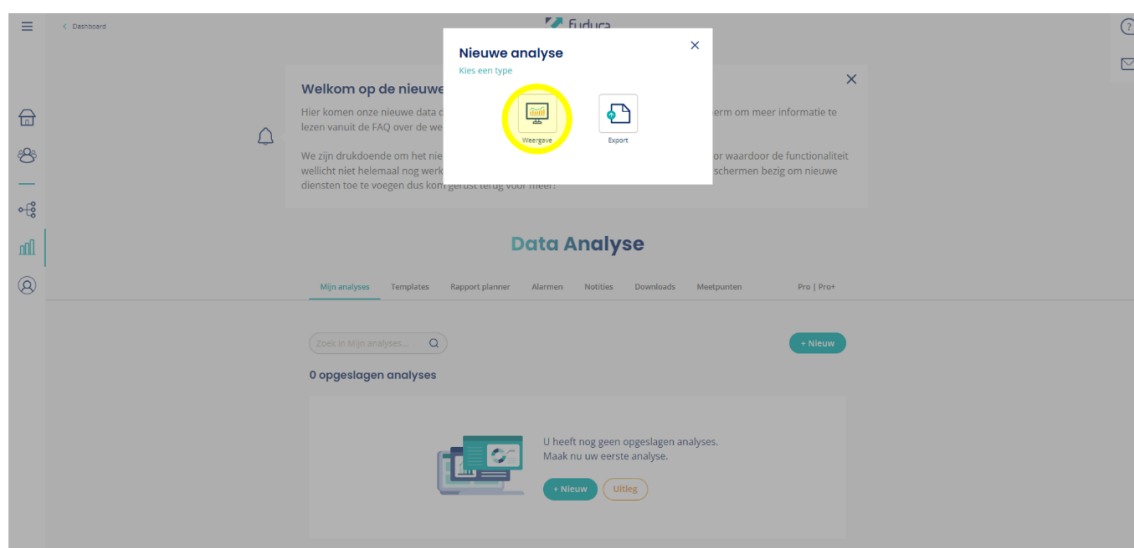 Dashboard
Fudura
Nieuwe analyse
Kies een type
Weergave
Export
Welkom op de nieuwe
Hier komen onze nieuwe data
erm om meer informatie te
lezen vanuit de FAQ over de we
We zijn drukdoende om het nie
or waardoor de functionaliteit
wellicht niet helemaal nog werk
schermen bezig om nieuwe
diensten toe te voegen dus kom gerust terug voor meer!
Data Analyse
Mijn analyses Templates Rapport planner Alarmen Notities Downloads Meetpunten Pro | Pro+
Zoek in Mijn analyses...
+ Nieuw
0 opgeslagen analyses
U heeft nog geen opgeslagen analyses.
Maak nu uw eerste analyse.
+ Nieuw Uitleg